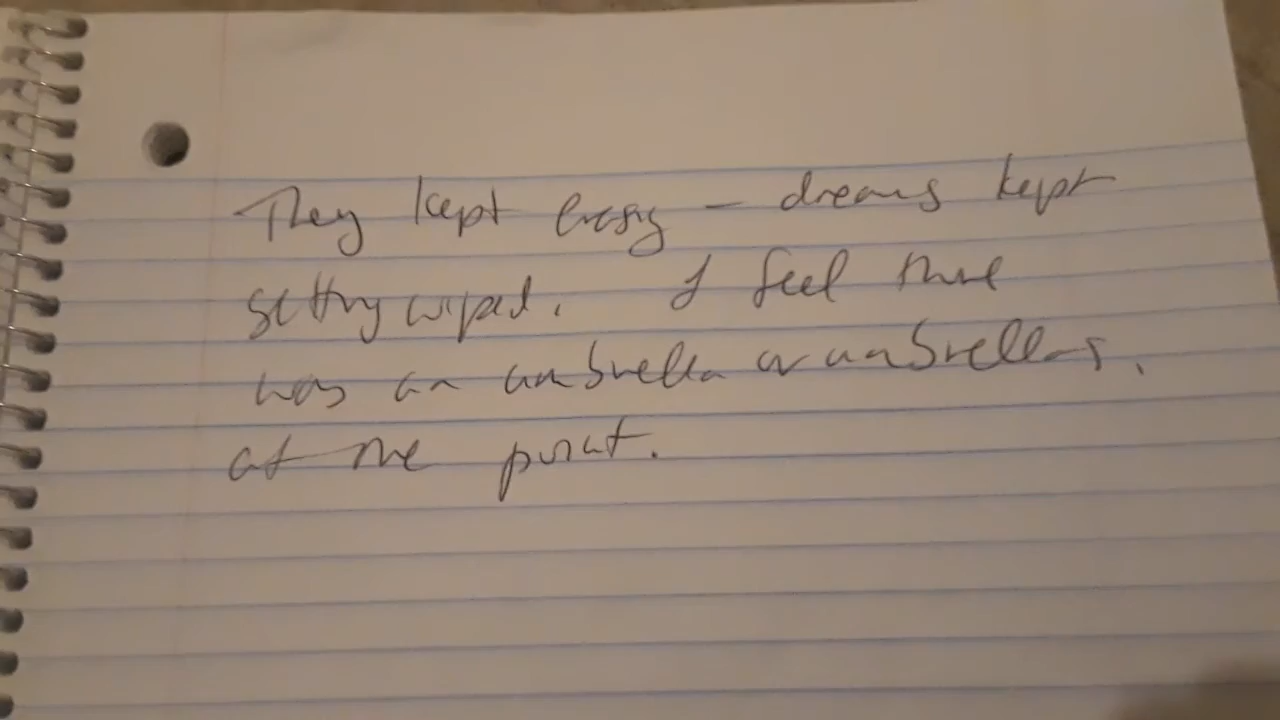 They kept erasing - dreams kept
getting wiped. I feel there
was an umbrella or umbrellas.
at one point.